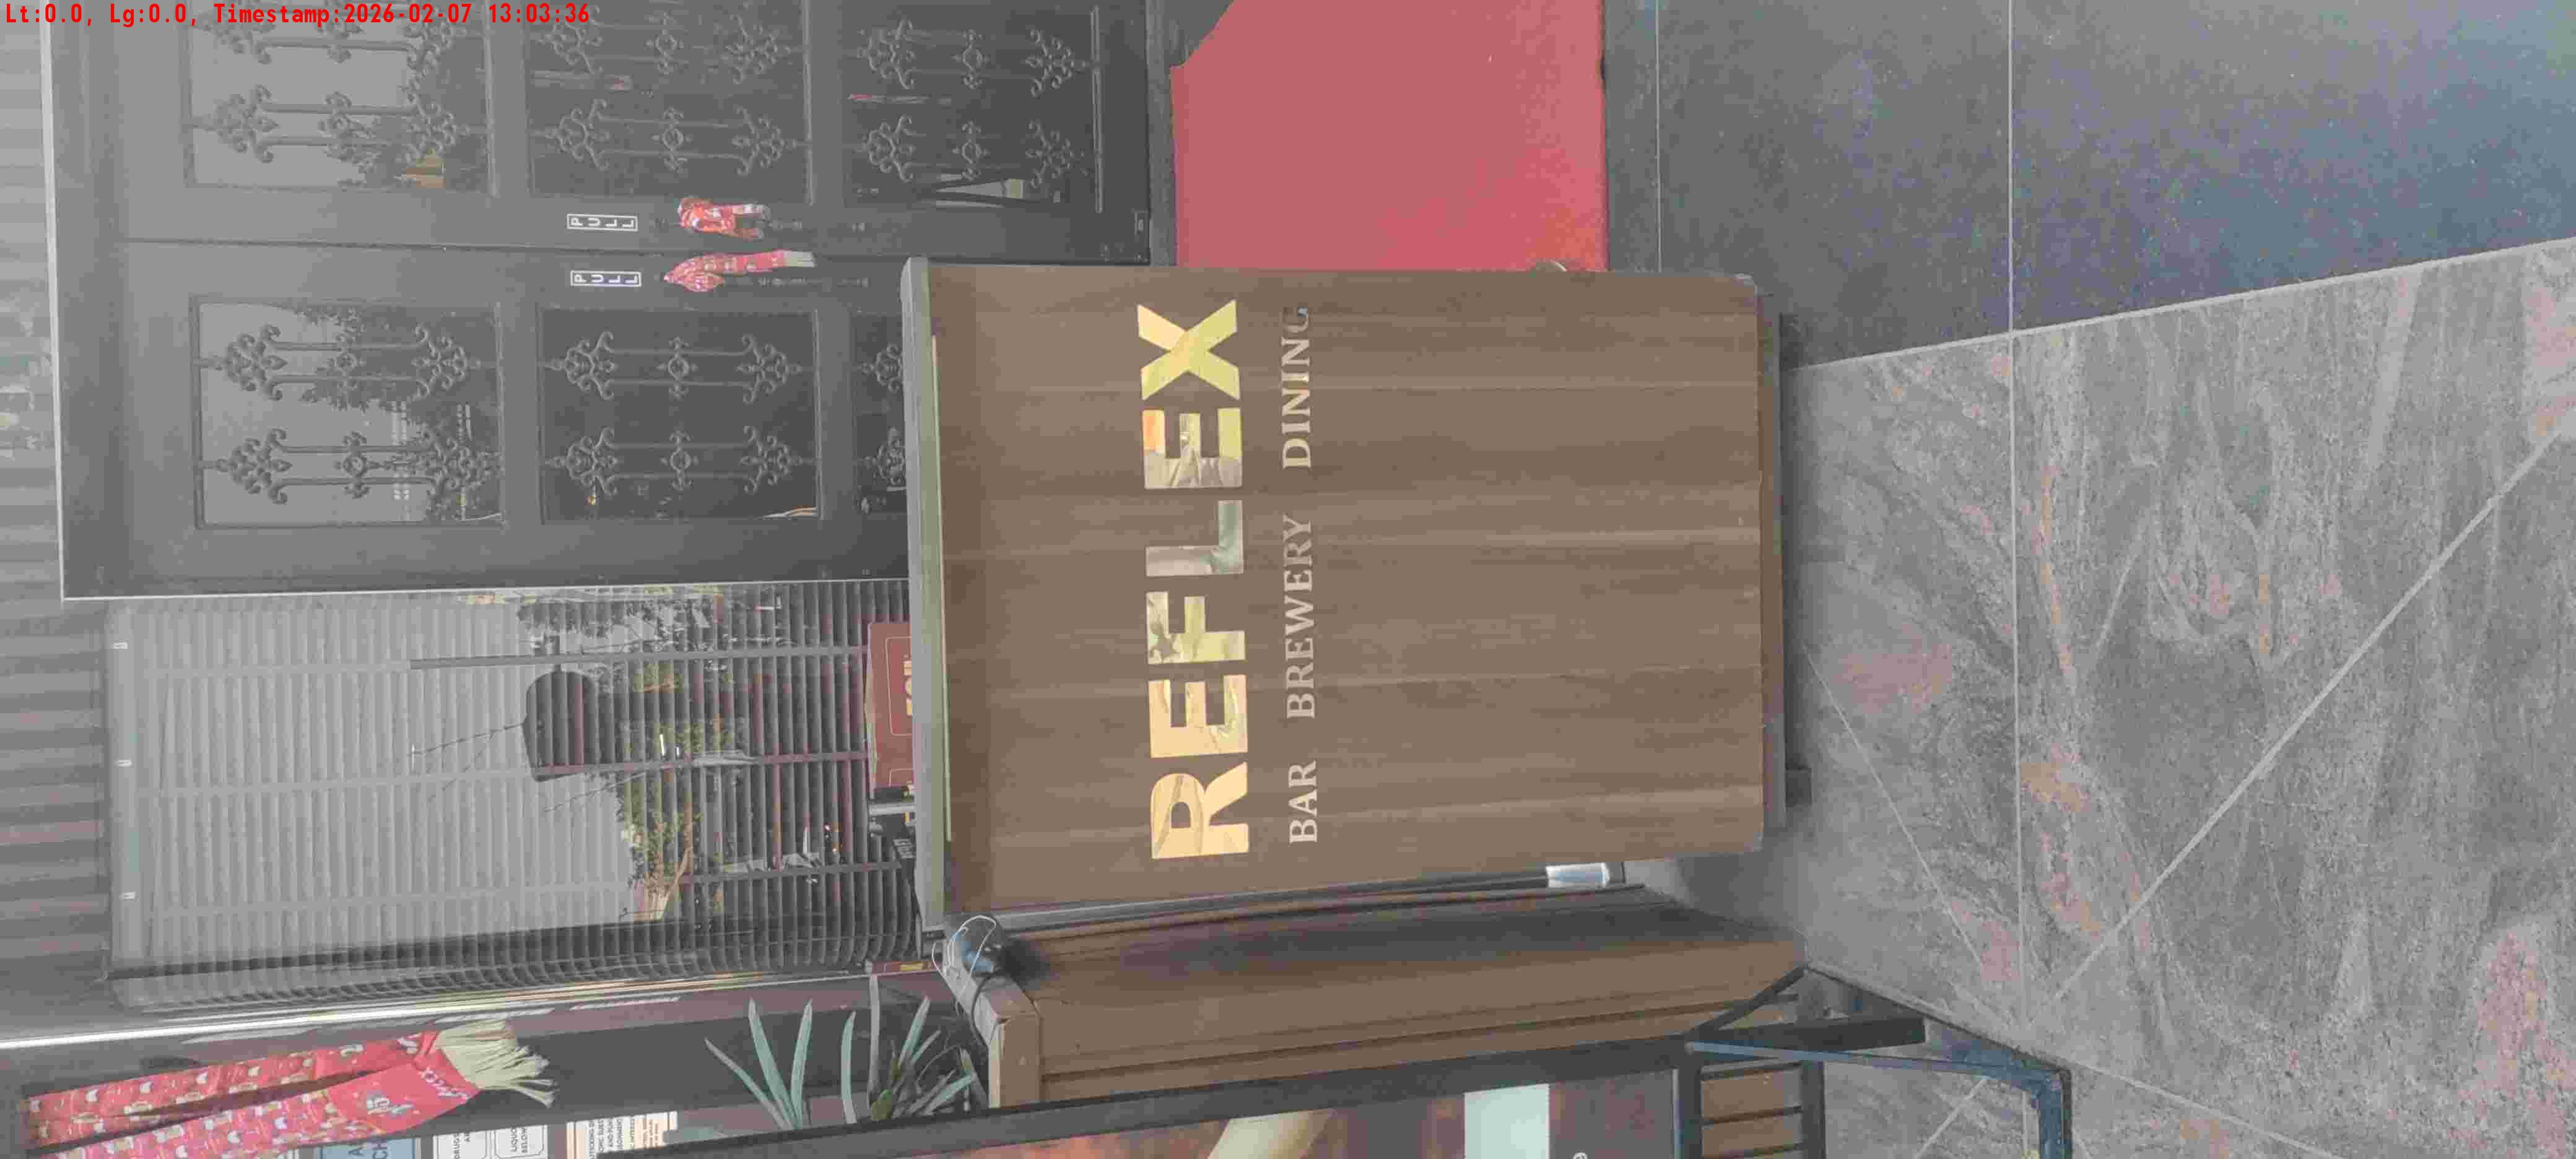 Lt:0.0, Lg:0.0, Timestamp:2026-02-07 13:03:36
PULL
PULL
REFLEX
BAR BREWERY DINING